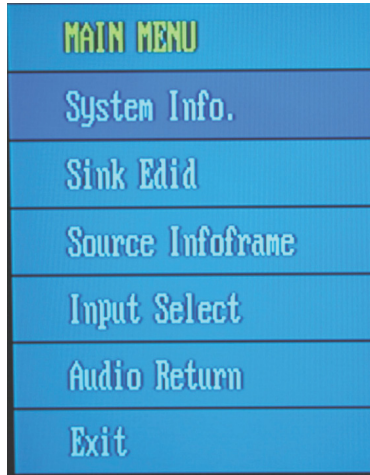 MAIN MENU
System Info.
Sink Edid
Source Infoframe
Input Select
Audio Return
Exit